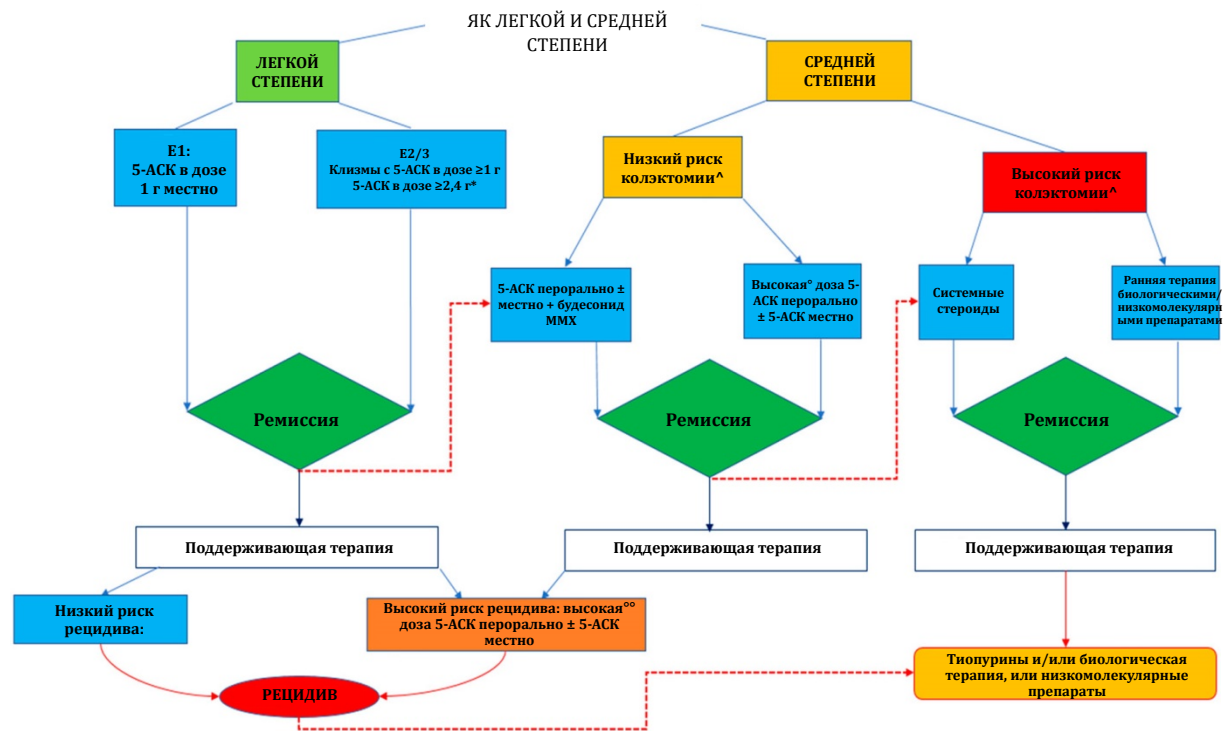 ЯК ЛЕГКОЙ И СРЕДНЕЙ
СТЕПЕНИ
ЛЕГКОЙ
СТЕПЕНИ
СРЕДНЕЙ
СТЕПЕНИ
Е1:
5-АСК в дозе
1 г местно
Е2/3
Клизмы с 5-АСК в дозе ≥1 г
5-АСК в дозе ≥2,4 г*
Низкий риск
колэктомии^
Высокий риск
колэктомии^
5-АСК перорально ±
местно + будесонид
ММХ
Высокая° доза 5-
АСК перорально
± 5-АСК местно
Системные
стероиды
Ранняя терапия
биологическими/
низкомолекулярн
ыми препаратами
Ремиссия
Ремиссия
Ремиссия
Поддерживающая терапия
Поддерживающая терапия
Поддерживающая терапия
Низкий риск
рецидива:
Высокий риск рецидива: высокая°°
доза 5-АСК перорально ± 5-АСК
местно
Тиопурины и/или биологическая
терапия, или низкомолекулярные
препараты
РЕЦИДИВ